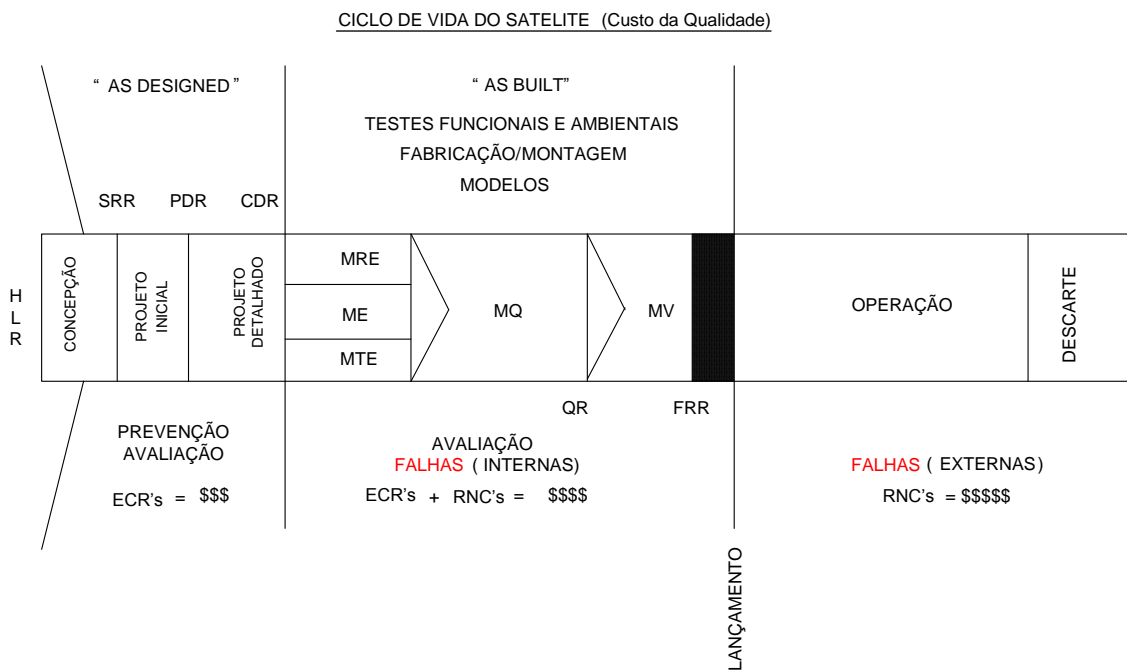 CICLO DE VIDA DO SATELITE (Custo da Qualidade)
“ AS DESIGNED ”
“ AS BUILT”
TESTES FUNCIONAIS E AMBIENTAIS
FABRICAÇÃO/MONTAGEM
MODELOS
SRR PDR CDR
H
L
R
CONCEPÇÃO
PROJETO
INICIAL
PROJETO
DETALHADO
MRE
ME
MTE
MQ
MV
OPERAÇÃO
DESCARTE
QR FRR
PREVENÇÃO
AVALIAÇÃO
ECR’s = $$$
AVALIAÇÃO
FALHAS ( INTERNAS)
ECR’s + RNC’s = $$$$
FALHAS ( EXTERNAS)
RNC’s = $$$$$
LANÇAMENTO